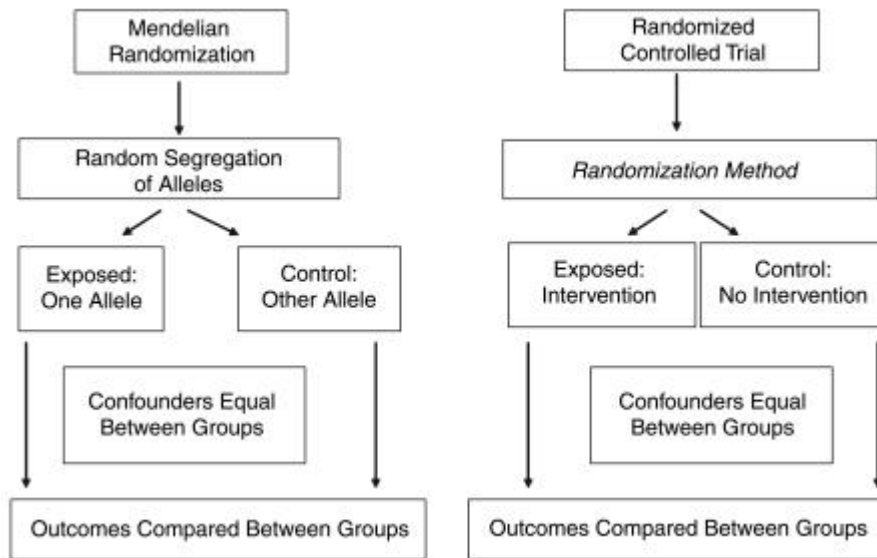 Mendelian
Randomization
Random Segregation
of Alleles
Exposed:
One Allele
Control:
Other Allele
Confounders Equal
Between Groups
Outcomes Compared Between Groups
Randomized
Controlled Trial
Randomization Method
Exposed:
Intervention
Control:
No Intervention
Confounders Equal
Between Groups
Outcomes Compared Between Groups